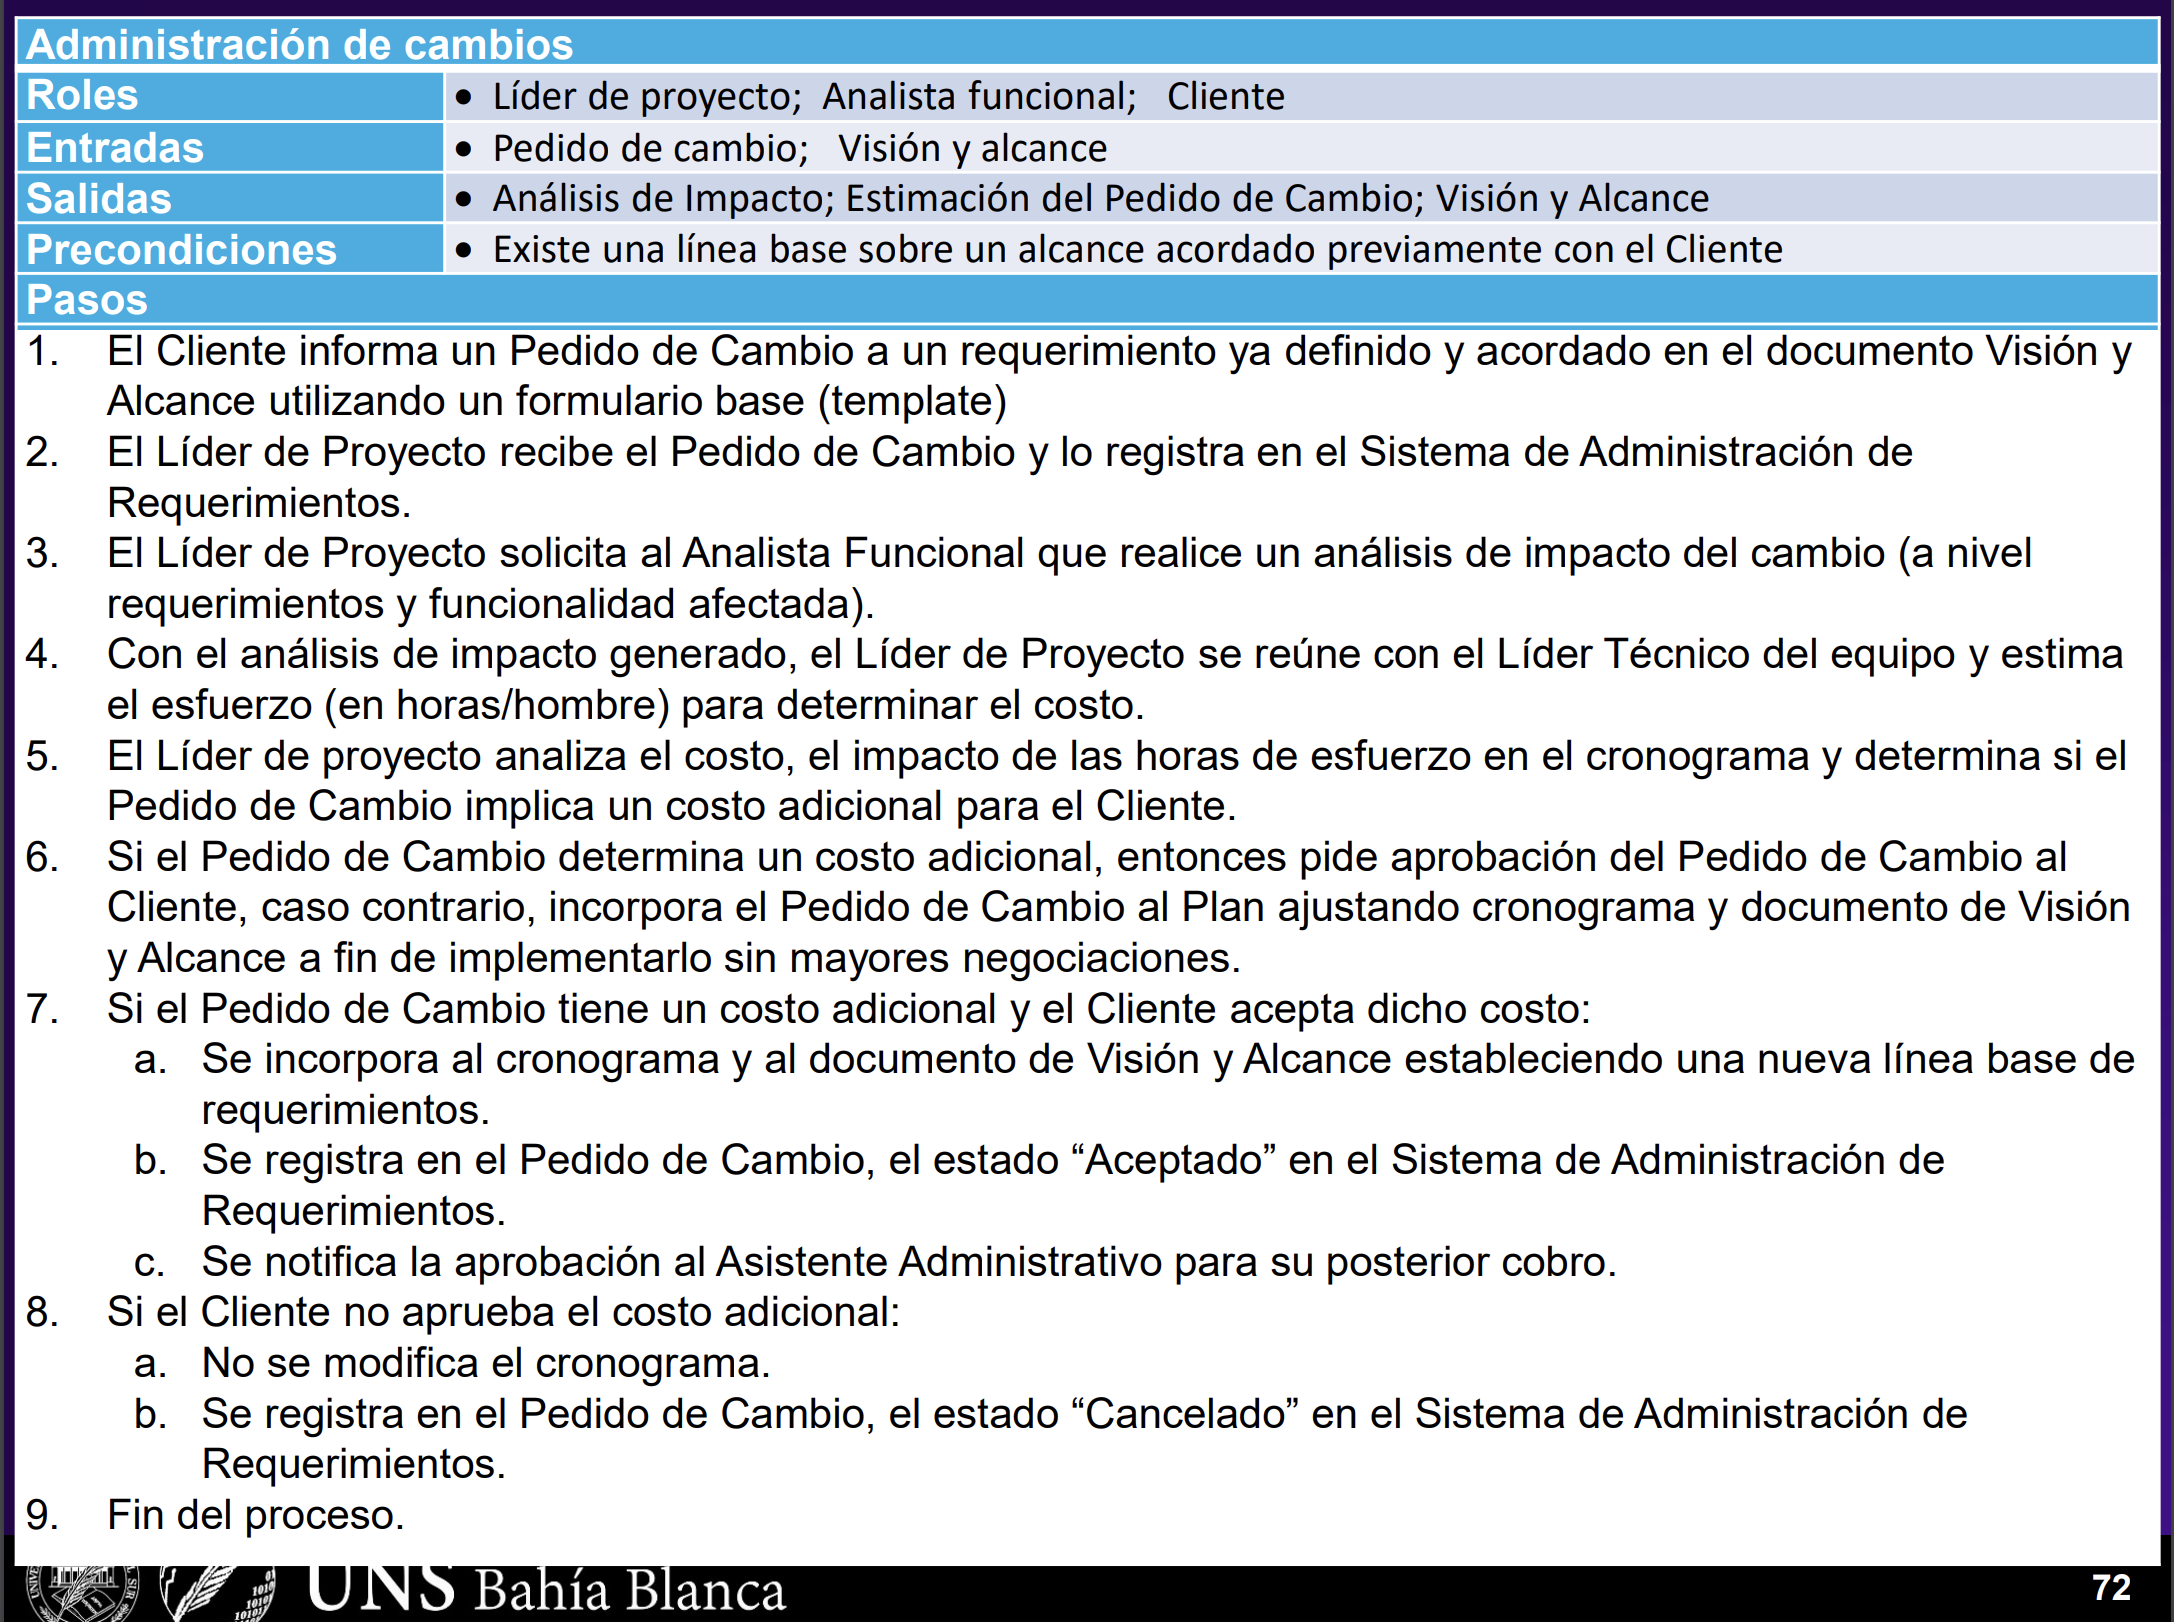 Administración de cambios
Roles
• Líder de proyecto; Analista funcional; Cliente
Entradas
• Pedido de cambio; Visión y alcance
Salidas
• Análisis de Impacto; Estimación del Pedido de Cambio; Visión y Alcance
Precondiciones
• Existe una línea base sobre un alcance acordado previamente con el Cliente
Pasos
1. El Cliente informa un Pedido de Cambio a un requerimiento ya definido y acordado en el documento Visión y
Alcance utilizando un formulario base (template)
2. El Líder de Proyecto recibe el Pedido de Cambio y lo registra en el Sistema de Administración de
Requerimientos.
3. El Líder de Proyecto solicita al Analista Funcional que realice un análisis de impacto del cambio (a nivel
requerimientos y funcionalidad afectada).
4. Con el análisis de impacto generado, el Líder de Proyecto se reúne con el Líder Técnico del equipo y estima
el esfuerzo (en horas/hombre) para determinar el costo.
5. El Líder de proyecto analiza el costo, el impacto de las horas de esfuerzo en el cronograma y determina si el
Pedido de Cambio implica un costo adicional para el Cliente.
6. Si el Pedido de Cambio determina un costo adicional, entonces pide aprobación del Pedido de Cambio al
Cliente, caso contrario, incorpora el Pedido de Cambio al Plan ajustando cronograma y documento de Visión
y Alcance a fin de implementarlo sin mayores negociaciones.
7. Si el Pedido de Cambio tiene un costo adicional y el Cliente acepta dicho costo:
a. Se incorpora al cronograma y al documento de Visión y Alcance estableciendo una nueva línea base de
requerimientos.
b. Se registra en el Pedido de Cambio, el estado “Aceptado” en el Sistema de Administración de
Requerimientos.
c. Se notifica la aprobación al Asistente Administrativo para su posterior cobro.
8. Si el Cliente no aprueba el costo adicional:
a. No se modifica el cronograma.
b. Se registra en el Pedido de Cambio, el estado “Cancelado” en el Sistema de Administración de
Requerimientos.
9. Fin del proceso.
UNS Bahía Blanca
72